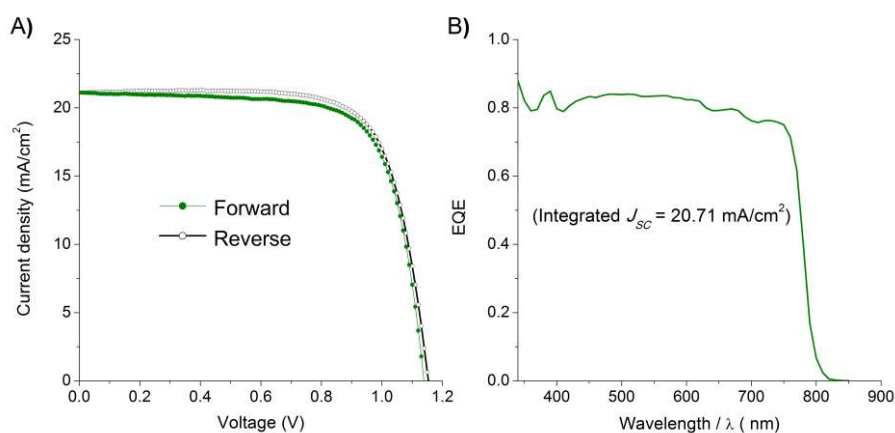 A)
25
20
15
10
5
0
Current density (mA/cm²)
Forward
Reverse
0.0 0.2 0.4 0.6 0.8 1.0 1.2
Voltage (V)
B)
1.0
0.8
0.6
0.4
0.2
0.0
EQE
(Integrated J_SC = 20.71 mA/cm²)
400 500 600 700 800 900
Wavelength / λ ( nm)